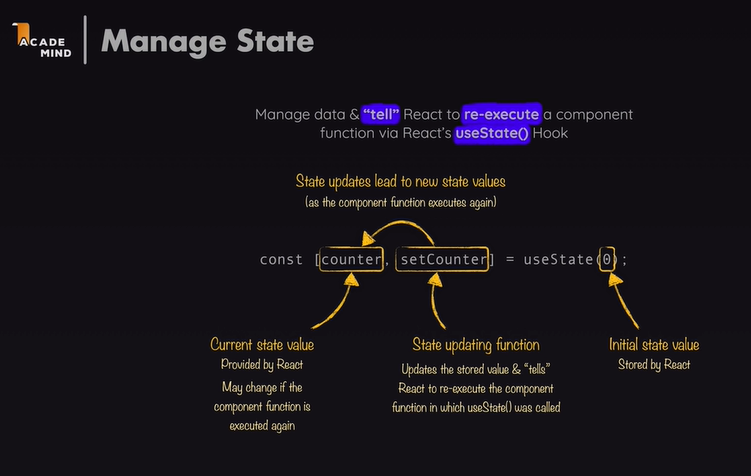 ACADE
MIND
Manage State
Manage data & “tell” React to re-execute a component
function via React’s useState() Hook
State updates lead to new state values
(as the component function executes again)
const [counter, setCounter] = useState(0);
Current state value
Provided by React
May change if the
component function is
executed again
State updating function
Updates the stored value & “tells”
React to re-execute the component
function in which useState() was called
Initial state value
Stored by React